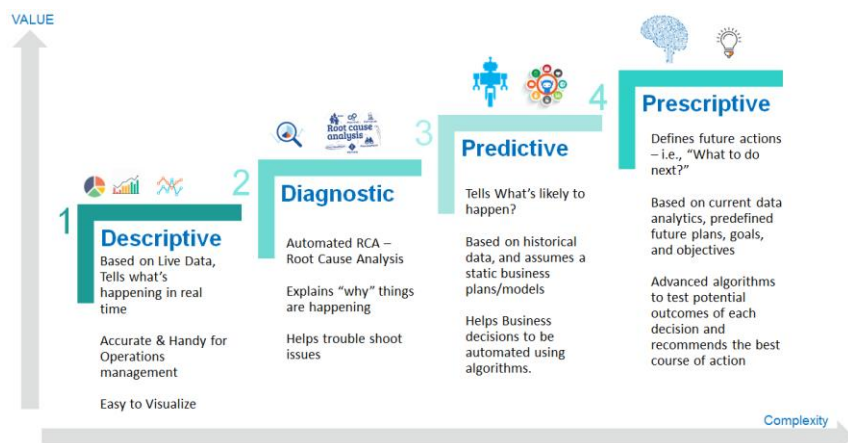 VALUE
1
Descriptive
Based on Live Data,
Tells what's
happening in real
time
Accurate & Handy for
Operations
management
Easy to Visualize
2
Root cause
analysis
Diagnostic
Automated RCA –
Root Cause Analysis
Explains “why” things
are happening
Helps trouble shoot
issues
3
Predictive
Tells What's likely to
happen?
Based on historical
data, and assumes a
static business
plans/models
Helps Business
decisions to be
automated using
algorithms.
4
Prescriptive
Defines future actions
– i.e., “What to do
next?”
Based on current data
analytics, predefined
future plans, goals,
and objectives
Advanced algorithms
to test potential
outcomes of each
decision and
recommends the best
course of action
Complexity